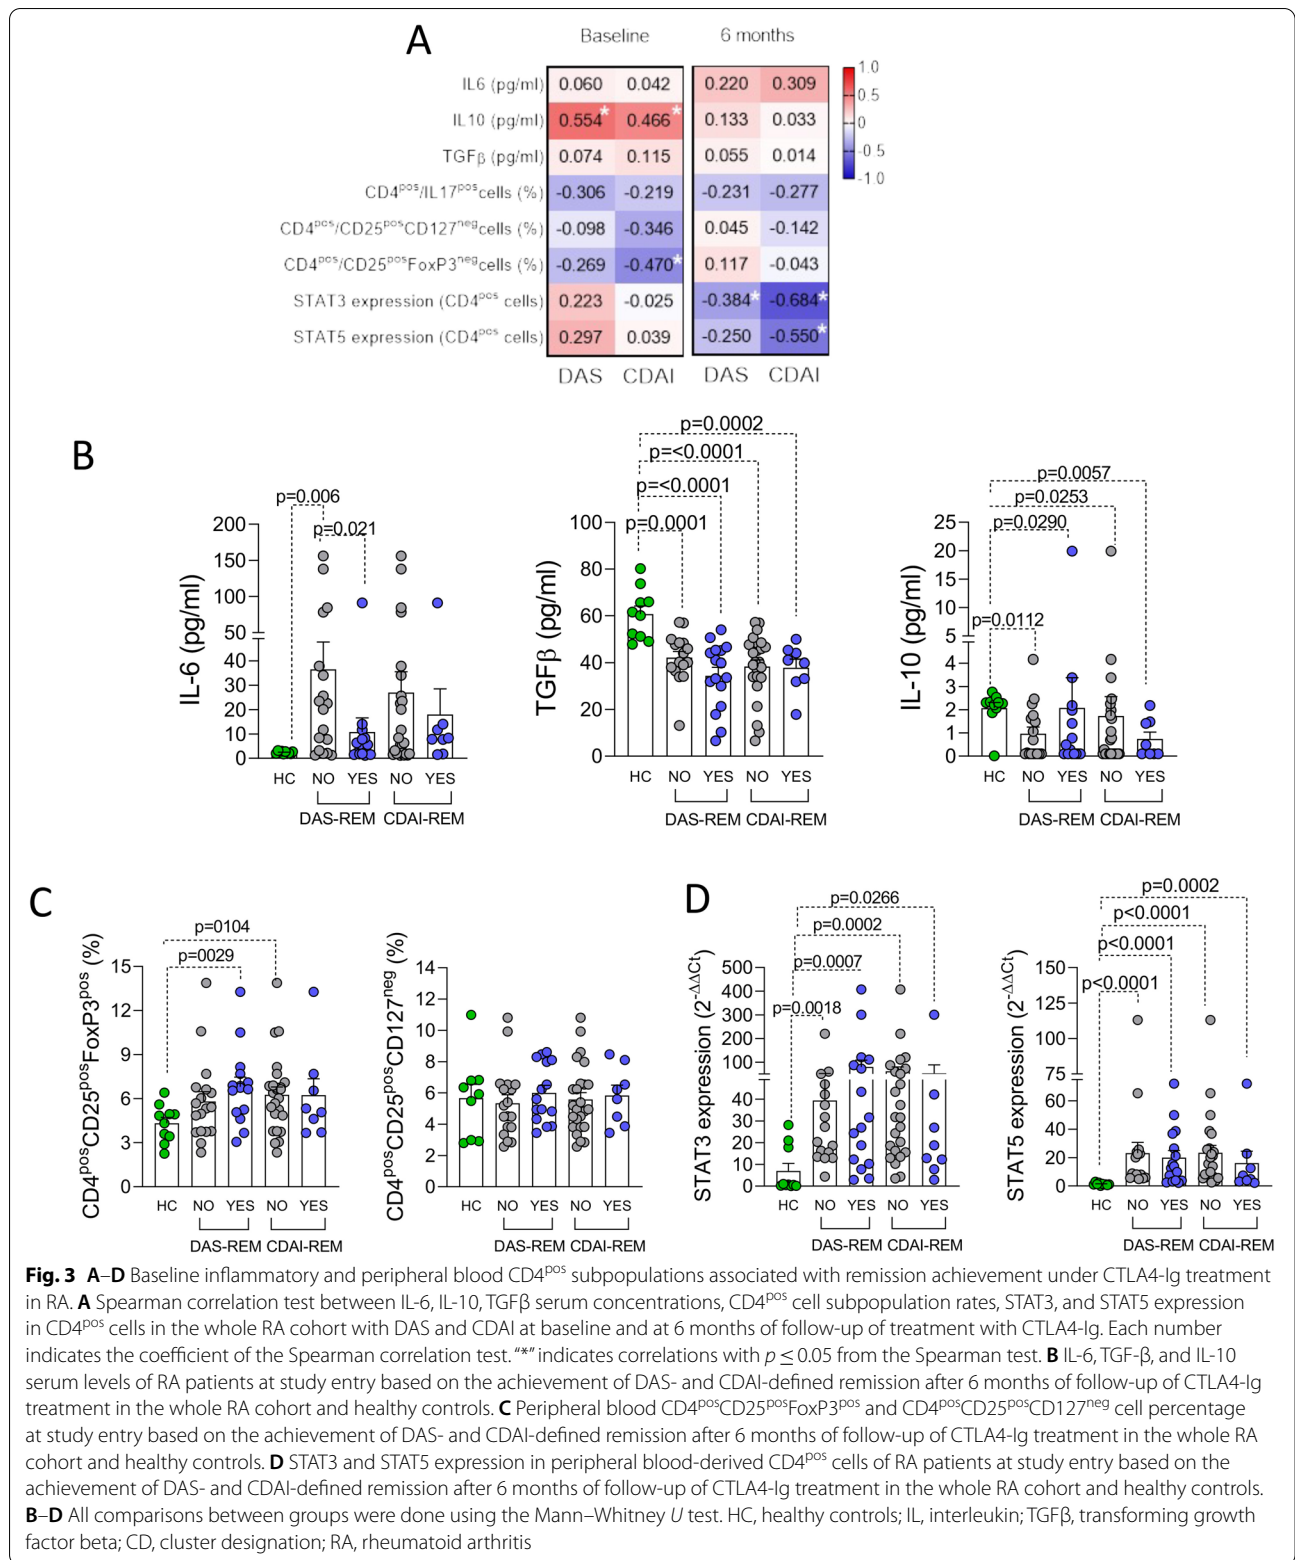 A
Baseline 6 months
IL6 (pg/ml) 0.060 0.042 0.220 0.309
IL10 (pg/ml) 0.554* 0.466* 0.133 0.033
TGFβ (pg/ml) 0.074 0.115 0.055 0.014
CD4pos/IL17pos cells (%) -0.306 -0.219 -0.231 -0.277
CD4pos/CD25posCD127neg cells (%) -0.098 -0.346 0.045 -0.142
CD4pos/CD25posFoxP3neg cells (%) -0.269 -0.470* 0.117 -0.043
STAT3 expression (CD4pos cells) 0.223 -0.025 -0.384* -0.684*
STAT5 expression (CD4pos cells) 0.297 0.039 -0.250 -0.550*
DAS CDAI DAS CDAI
1.0
0.5
0
-0.5
-1.0
B
IL-6 (pg/ml)
p=0.006
p=0.021
200
150
100
50
40
30
20
10
0
HC NO YES NO YES
DAS-REM CDAI-REM
TGFβ (pg/ml)
p=0.0002
p=<0.0001
p=<0.0001
p=0.0001
100
80
60
40
20
0
HC NO YES NO YES
DAS-REM CDAI-REM
IL-10 (pg/ml)
p=0.0057
p=0.0253
p=0.0290
p=0.0112
25
20
15
10
5
4
3
2
1
0
HC NO YES NO YES
DAS-REM CDAI-REM
C
CD4posCD25posFoxP3pos (%)
p=0104
p=0029
15
12
9
6
3
0
HC NO YES NO YES
DAS-REM CDAI-REM
CD4posCD25posCD127neg (%)
14
12
10
8
6
4
2
0
HC NO YES NO YES
DAS-REM CDAI-REM
D
STAT3 expression (2-ΔΔCt)
p=0.0266
p=0.0002
p=0.0007
p=0.0018
500
400
300
200
100
50
40
30
20
10
0
HC NO YES NO YES
DAS-REM CDAI-REM
STAT5 expression (2-ΔΔCt)
p=0.0002
p<0.0001
p<0.0001
p<0.0001
150
125
100
75
60
40
20
0
HC NO YES NO YES
DAS-REM CDAI-REM
Fig. 3 A–D Baseline inflammatory and peripheral blood CD4pos subpopulations associated with remission achievement under CTLA4-Ig treatment
in RA. A Spearman correlation test between IL-6, IL-10, TGFβ serum concentrations, CD4pos cell subpopulation rates, STAT3, and STAT5 expression
in CD4pos cells in the whole RA cohort with DAS and CDAI at baseline and at 6 months of follow-up of treatment with CTLA4-Ig. Each number
indicates the coefficient of the Spearman correlation test. "*" indicates correlations with p ≤ 0.05 from the Spearman test. B IL-6, TGF-β, and IL-10
serum levels of RA patients at study entry based on the achievement of DAS- and CDAI-defined remission after 6 months of follow-up of CTLA4-Ig
treatment in the whole RA cohort and healthy controls. C Peripheral blood CD4posCD25posFoxP3pos and CD4posCD25posCD127neg cell percentage
at study entry based on the achievement of DAS- and CDAI-defined remission after 6 months of follow-up of CTLA4-Ig treatment in the whole RA
cohort and healthy controls. D STAT3 and STAT5 expression in peripheral blood-derived CD4pos cells of RA patients at study entry based on the
achievement of DAS- and CDAI-defined remission after 6 months of follow-up of CTLA4-Ig treatment in the whole RA cohort and healthy controls.
B–D All comparisons between groups were done using the Mann–Whitney U test. HC, healthy controls; IL, interleukin; TGFβ, transforming growth
factor beta; CD, cluster designation; RA, rheumatoid arthritis